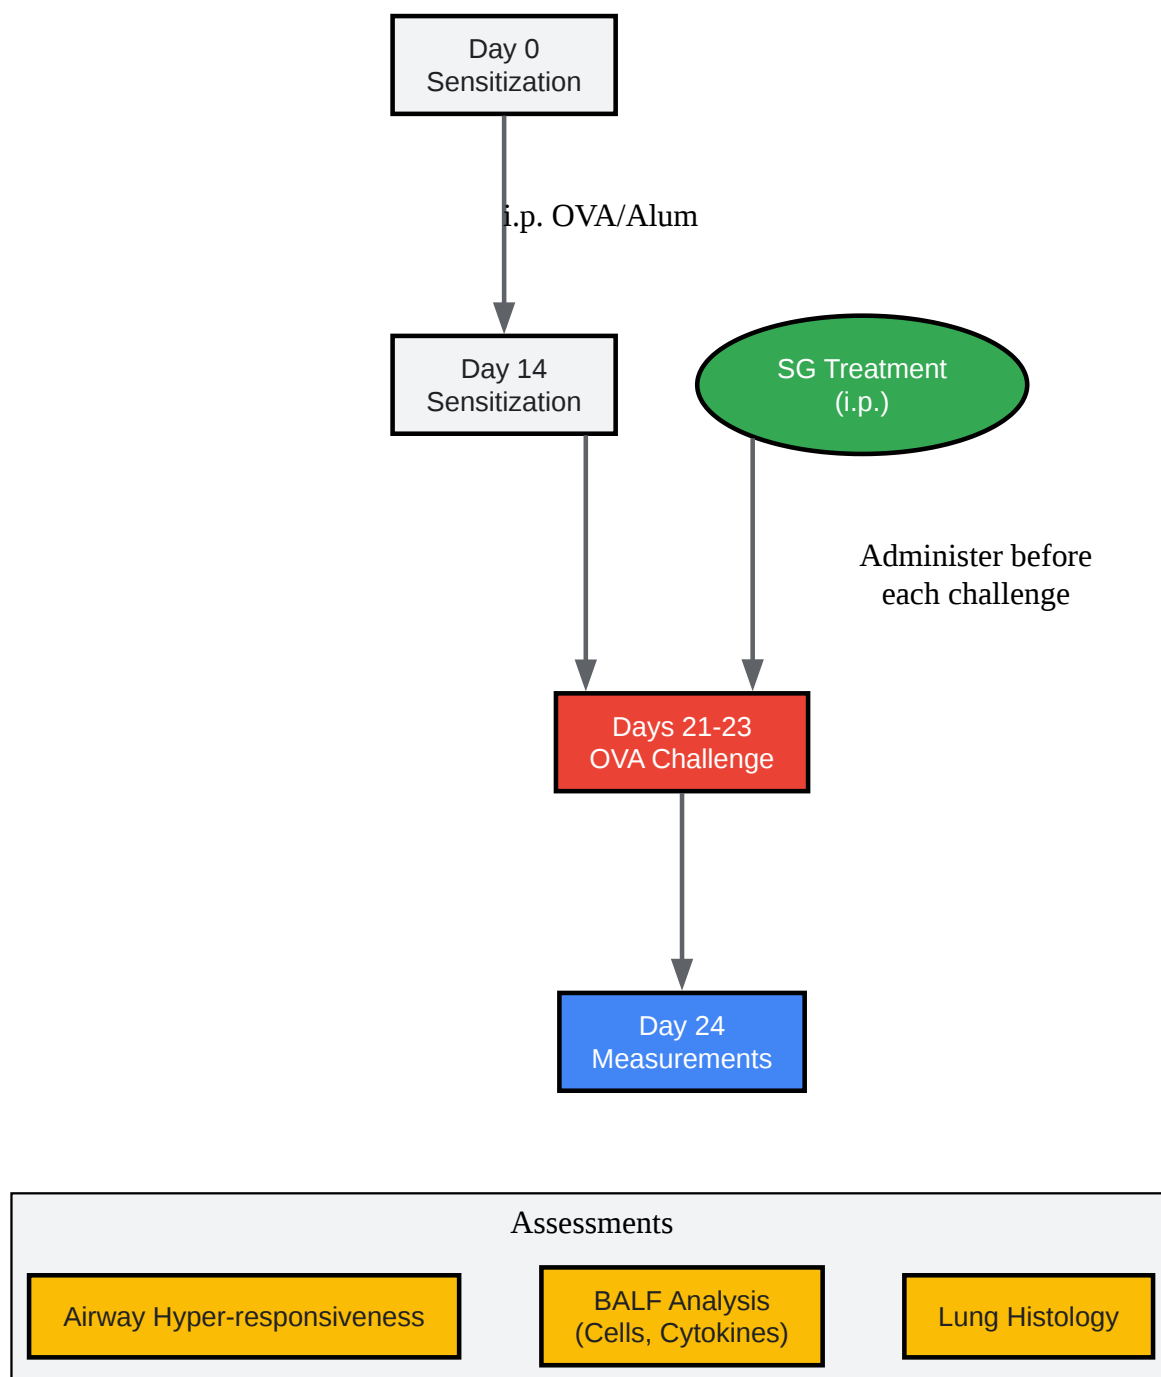 Day 0
Sensitization
i.p. OVA/Alum
Day 14
Sensitization
SG Treatment
(i.p.)
Administer before
each challenge
Days 21-23
OVA Challenge
Day 24
Measurements
Assessments
Airway Hyper-responsiveness
BALF Analysis
(Cells, Cytokines)
Lung Histology